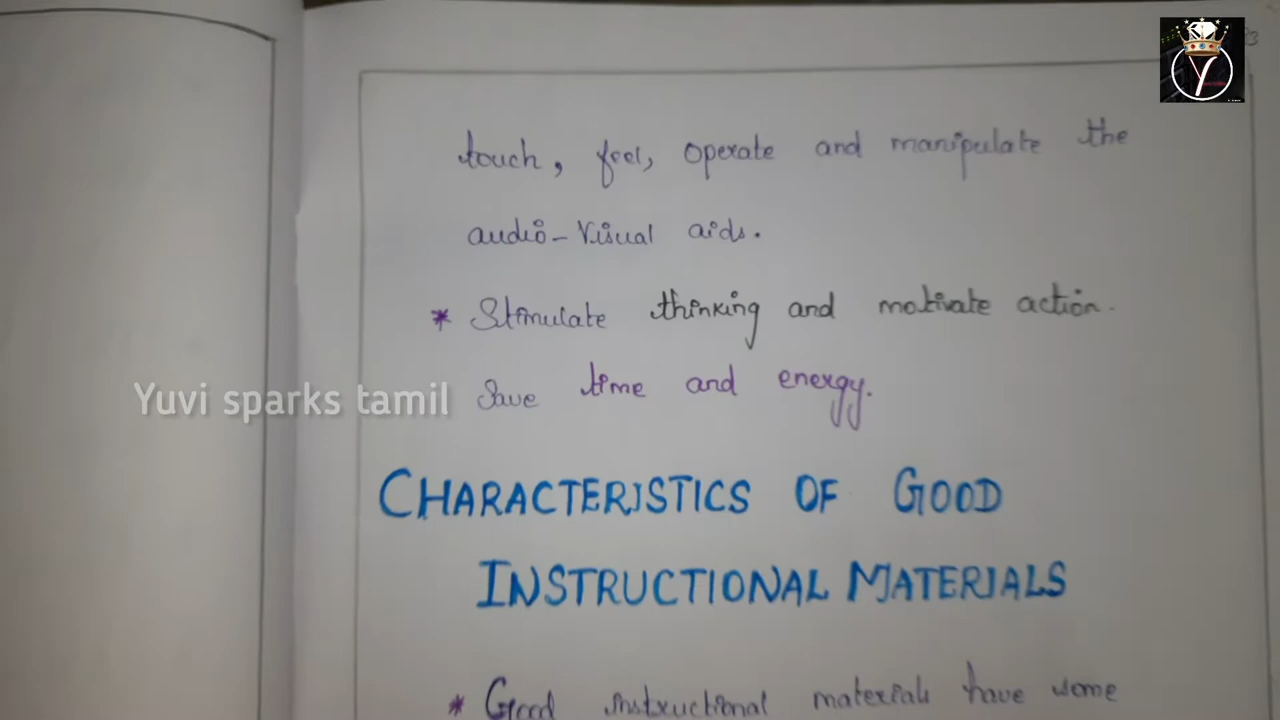 touch, feel, operate and manipulate the
audio-Visual aids.
* Stimulate thinking and motivate action.
Save time and energy.
Yuvi sparks tamil
CHARACTERISTICS OF GOOD
INSTRUCTIONAL MATERIALS
* Good instructional materials have some